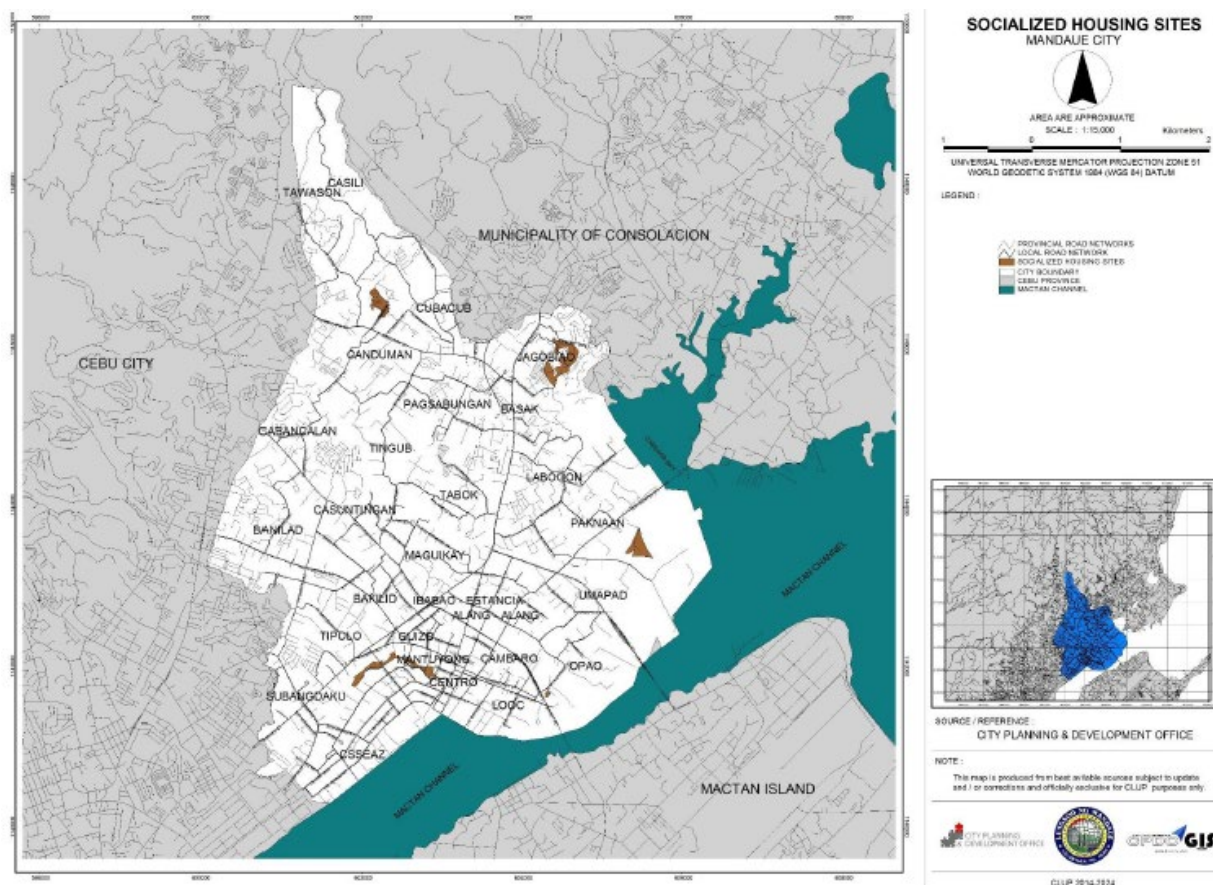 SOCIALIZED HOUSING SITES
MANDAUE CITY
AREA ARE APPROXIMATE
SCALE : 1:15,000
Kilometers
1 0 1 2
UNIVERSAL TRANSVERSE MERCATOR PROJECTION ZONE 51
WORLD GEODETIC SYSTEM 1984 (WGS 84) DATUM
LEGEND :
PROVINCIAL ROAD NETWORKS
LOCAL ROAD NETWORK
SOCIALIZED HOUSING SITES
CITY BOUNDARY
CEBU PROVINCE
MACTAN CHANNEL
CASILI
TAWASON
MUNICIPALITY OF CONSOLACION
CUBACUB
CEBU CITY
CANDUMAN
JAGOBIAO
PAGSABUNGAN
BASAK
CABANCALAN
TINGUB
LABOGON
TABOK
CASUNTINGAN
PAKNAAN
BANILAD
MAGUIKAY
MACTAN CHANNEL
UMAPAD
BAKILID
IBABAO - ESTANCIA
ALANG - ALANG
TIPOLO
GUIZO
MANTUYONG
CAMBARO
OPAO
CENTRO
SUBANGDAKU
LOOC
CSSEAZ
MACTAN CHANNEL
MACTAN ISLAND
SOURCE / REFERENCE :
CITY PLANNING & DEVELOPMENT OFFICE
NOTE :
This map is produced from best avilable sources subject to update
and / or corrections and officially exclusive for CLUP purposes only.
CITY PLANNING
& DEVELOPMENT OFFICE
CPDO GIS
CLUP 2014-2024